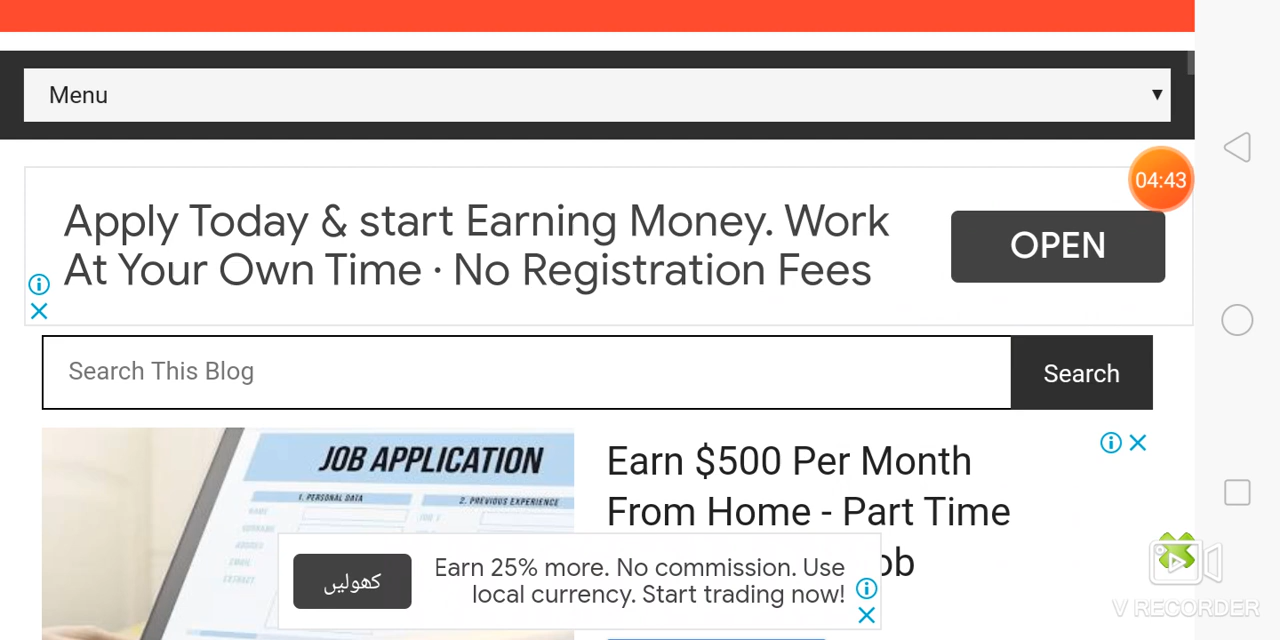 Menu
04:43
Apply Today & start Earning Money. Work
At Your Own Time · No Registration Fees
OPEN
Search This Blog
Search
JOB APPLICATION
1. PERSONAL DATA
2. PREVIOUS EXPERIENCE
NAME
Earn $500 Per Month
From Home - Part Time
کھولیں
Earn 25% more. No commission. Use
local currency. Start trading now!
V RECORDER